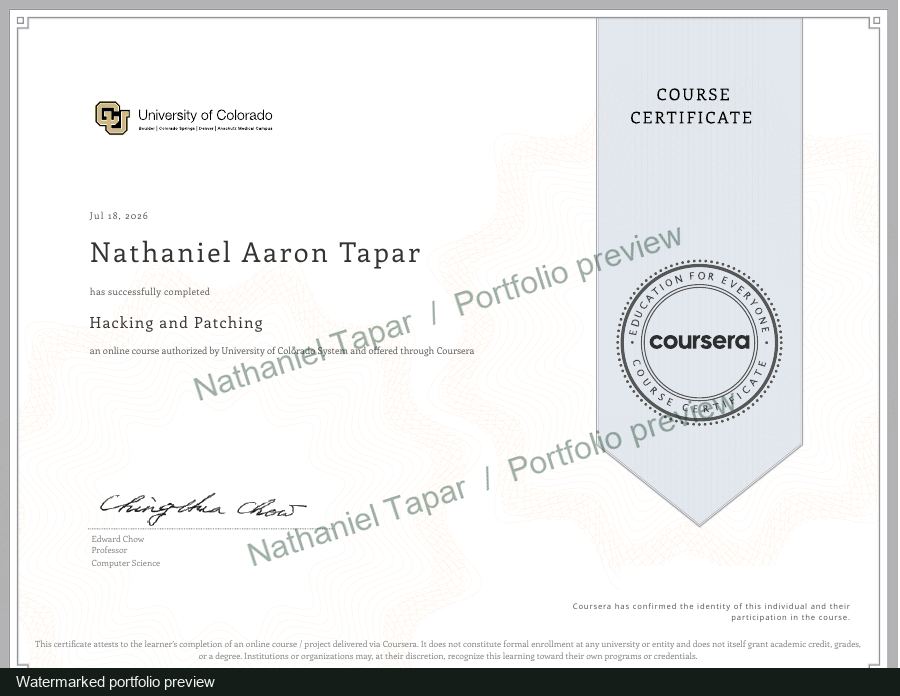 University of Colorado
Boulder | Colorado Springs | Denver | Anschutz Medical Campus
COURSE
CERTIFICATE
Jul 18, 2026
Nathaniel Aaron Tapar
has successfully completed
Hacking and Patching
an online course authorized by University of Colorado System and offered through Coursera
EDUCATION FOR EVERYONE
coursera
COURSE CERTIFICATE
Nathaniel Tapar / Portfolio preview
Nathaniel Tapar / Portfolio preview
ChingHua Chow
Edward Chow
Professor
Computer Science
Coursera has confirmed the identity of this individual and their
participation in the course.
This certificate attests to the learner's completion of an online course / project delivered via Coursera. It does not constitute formal enrollment at any university or entity and does not itself grant academic credit, grades,
or a degree. Institutions or organizations may, at their discretion, recognize this learning toward their own programs or credentials.
Watermarked portfolio preview